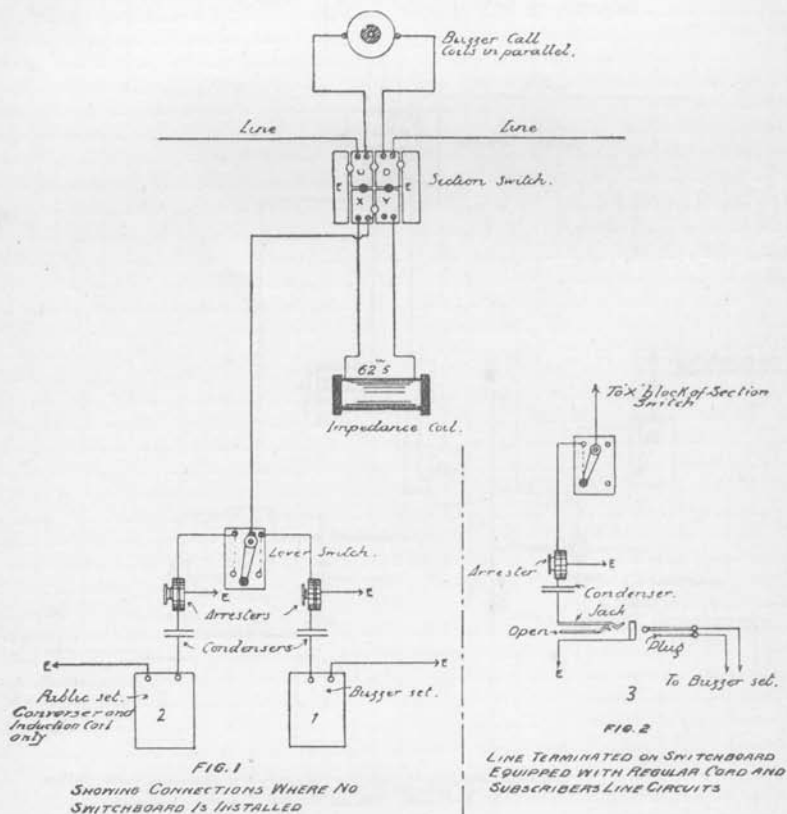 Buzzer Call
Coils in parallel.
Line
Line
U D
E E
X Y
Section Switch.
62 S
Impedance Coil.
To 'X' block of Section
Switch
Lever Switch.
Arresters
E
E
Condensers
E
E
Public set.
Converser and
Induction Coil
only
2
1
Buzzer set.
FIG. 1
SHOWING CONNECTIONS WHERE NO
SWITCHBOARD IS INSTALLED
Arrester
E
Condenser.
Jack
Open
Plug
E
To Buzzer set.
3
FIG. 2
LINE TERMINATED ON SWITCHBOARD
EQUIPPED WITH REGULAR CORD AND
SUBSCRIBERS LINE CIRCUITS